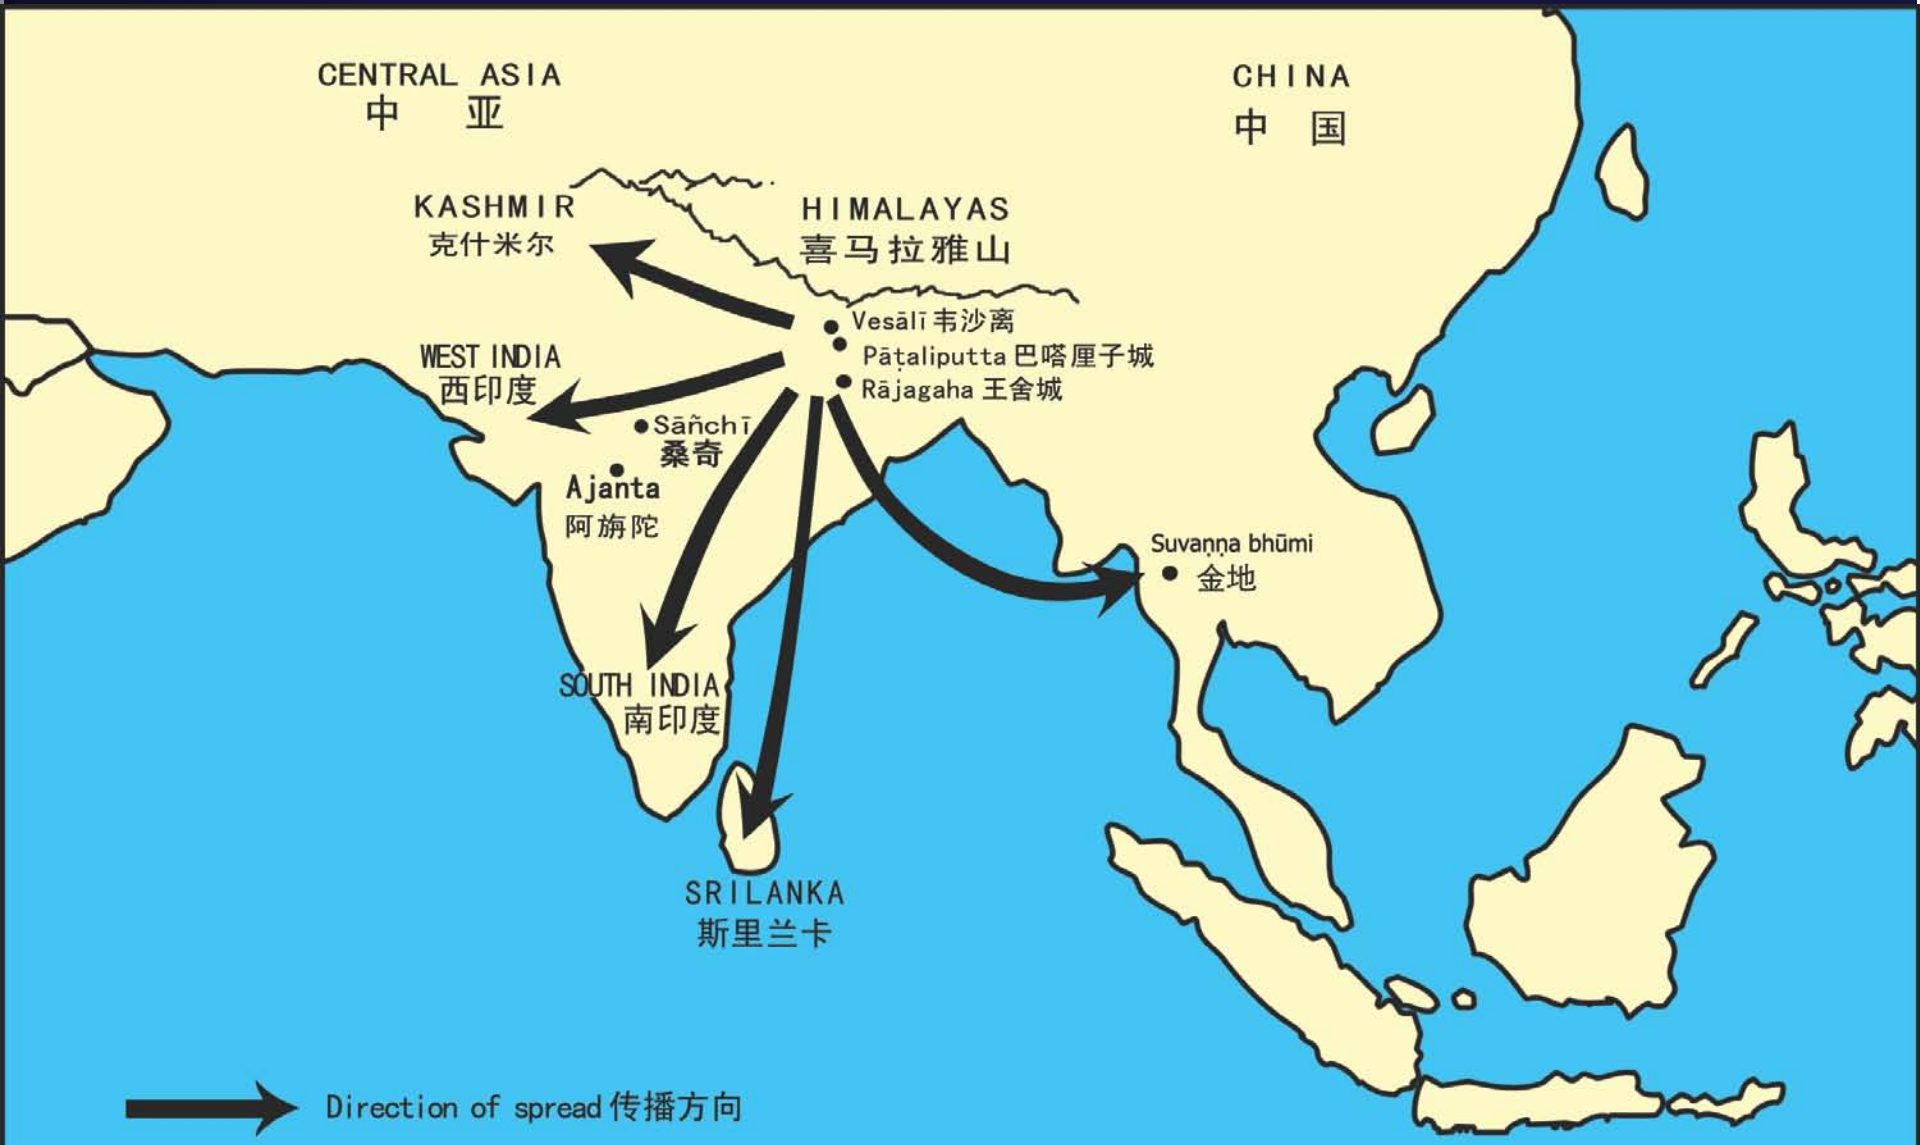 CENTRAL ASIA
中 亚
CHINA
中 国
KASHMIR
克什米尔
HIMALAYAS
喜马拉雅山
Vesālī 韦沙离
Pāṭaliputta 巴嗒厘子城
Rājagaha 王舍城
WEST INDIA
西印度
Sāñchī
桑奇
Ajanta
阿旃陀
Suvaṇṇa bhūmi
金地
SOUTH INDIA
南印度
SRILANKA
斯里兰卡
Direction of spread 传播方向